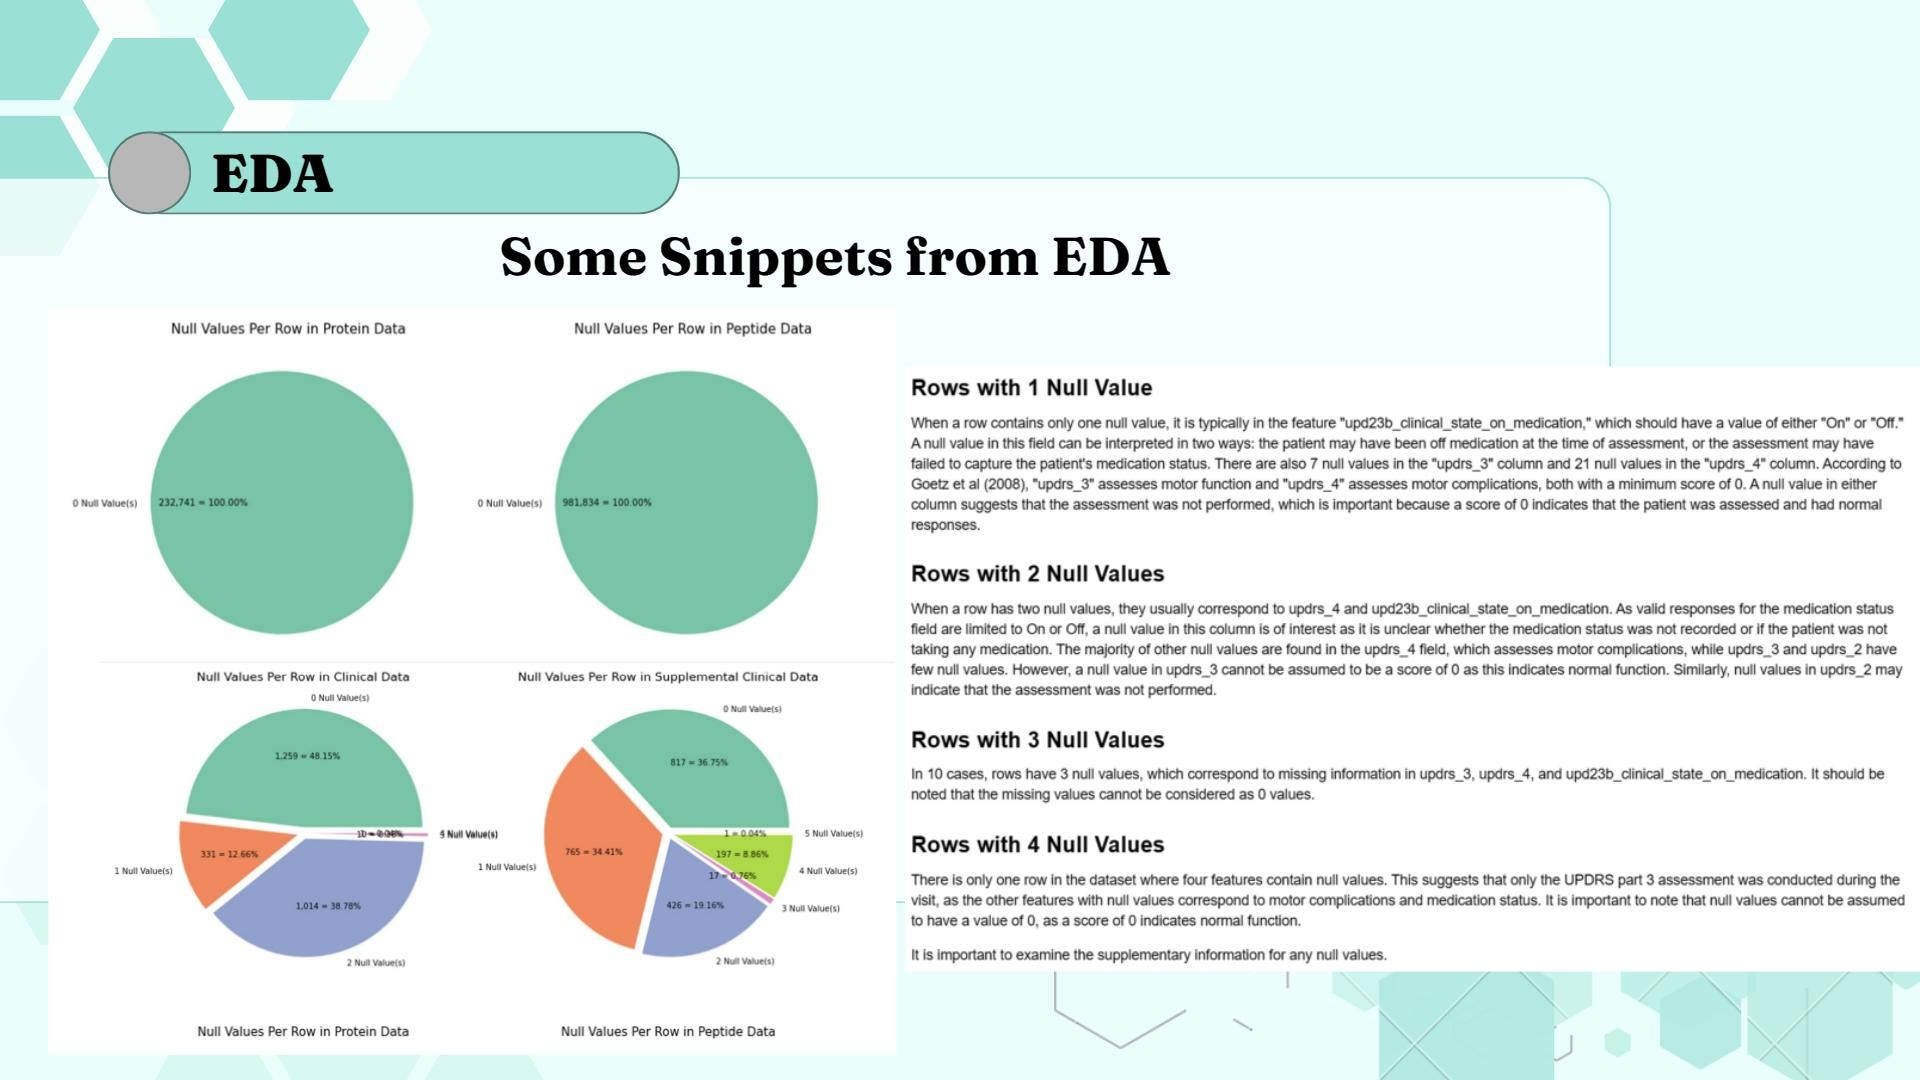 EDA
Some Snippets from EDA
Null Values Per Row in Protein Data
Null Values Per Row in Peptide Data
0 Null Value(s)
232,741 = 100.00%
0 Null Value(s)
981,834 = 100.00%
Null Values Per Row in Clinical Data
0 Null Value(s)
1,259 = 48.15%
331 = 12.66%
1 Null Value(s)
1,014 = 38.78%
2 Null Value(s)
Null Value(s)
Null Values Per Row in Supplemental Clinical Data
0 Null Value(s)
817 = 36.75%
1 = 0.04%
5 Null Value(s)
765 = 34.41%
197 = 8.86%
1 Null Value(s)
4 Null Value(s)
17 = 0.76%
426 = 19.16%
3 Null Value(s)
2 Null Value(s)
Null Values Per Row in Protein Data
Null Values Per Row in Peptide Data
Rows with 1 Null Value
When a row contains only one null value, it is typically in the feature "upd23b_clinical_state_on_medication," which should have a value of either "On" or "Off."
A null value in this field can be interpreted in two ways: the patient may have been off medication at the time of assessment, or the assessment may have
failed to capture the patient's medication status. There are also 7 null values in the "updrs_3" column and 21 null values in the "updrs_4" column. According to
Goetz et al (2008), "updrs_3" assesses motor function and "updrs_4" assesses motor complications, both with a minimum score of 0. A null value in either
column suggests that the assessment was not performed, which is important because a score of 0 indicates that the patient was assessed and had normal
responses.
Rows with 2 Null Values
When a row has two null values, they usually correspond to updrs_4 and upd23b_clinical_state_on_medication. As valid responses for the medication status
field are limited to On or Off, a null value in this column is of interest as it is unclear whether the medication status was not recorded or if the patient was not
taking any medication. The majority of other null values are found in the updrs_4 field, which assesses motor complications, while updrs_3 and updrs_2 have
few null values. However, a null value in updrs_3 cannot be assumed to be a score of 0 as this indicates normal function. Similarly, null values in updrs_2 may
indicate that the assessment was not performed.
Rows with 3 Null Values
In 10 cases, rows have 3 null values, which correspond to missing information in updrs_3, updrs_4, and upd23b_clinical_state_on_medication. It should be
noted that the missing values cannot be considered as 0 values.
Rows with 4 Null Values
There is only one row in the dataset where four features contain null values. This suggests that only the UPDRS part 3 assessment was conducted during the
visit, as the other features with null values correspond to motor complications and medication status. It is important to note that null values cannot be assumed
to have a value of 0, as a score of 0 indicates normal function.
It is important to examine the supplementary information for any null values.